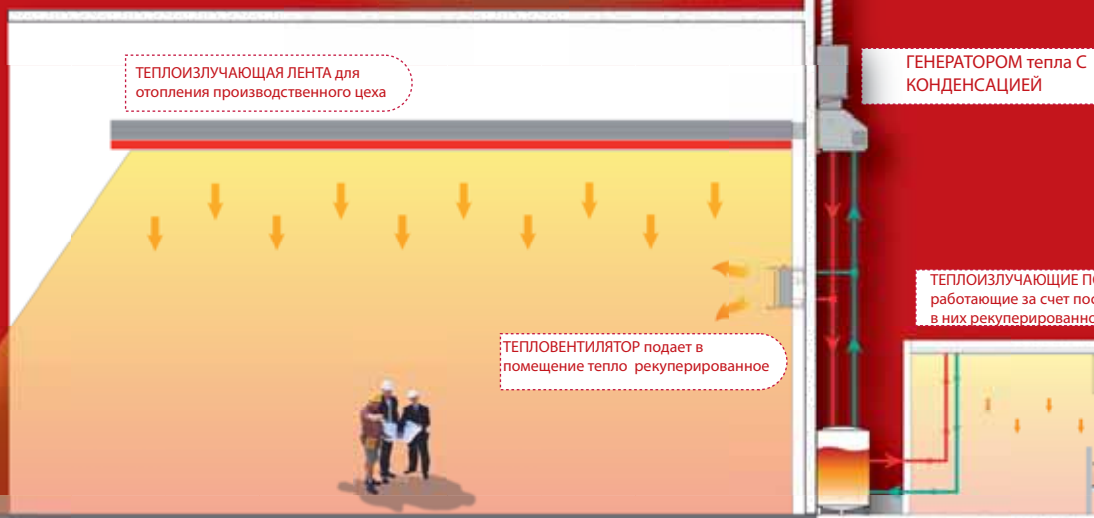 ТЕПЛОИЗЛУЧАЮЩАЯ ЛЕНТА для
отопления производственного цеха
ГЕНЕРАТОРОМ тепла С
КОНДЕНСАЦИЕЙ
ТЕПЛОИЗЛУЧАЮЩИЕ
работающие за счет
в них
ТЕПЛОВЕНТИЛЯТОР подает в
помещение тепло рекуперированное